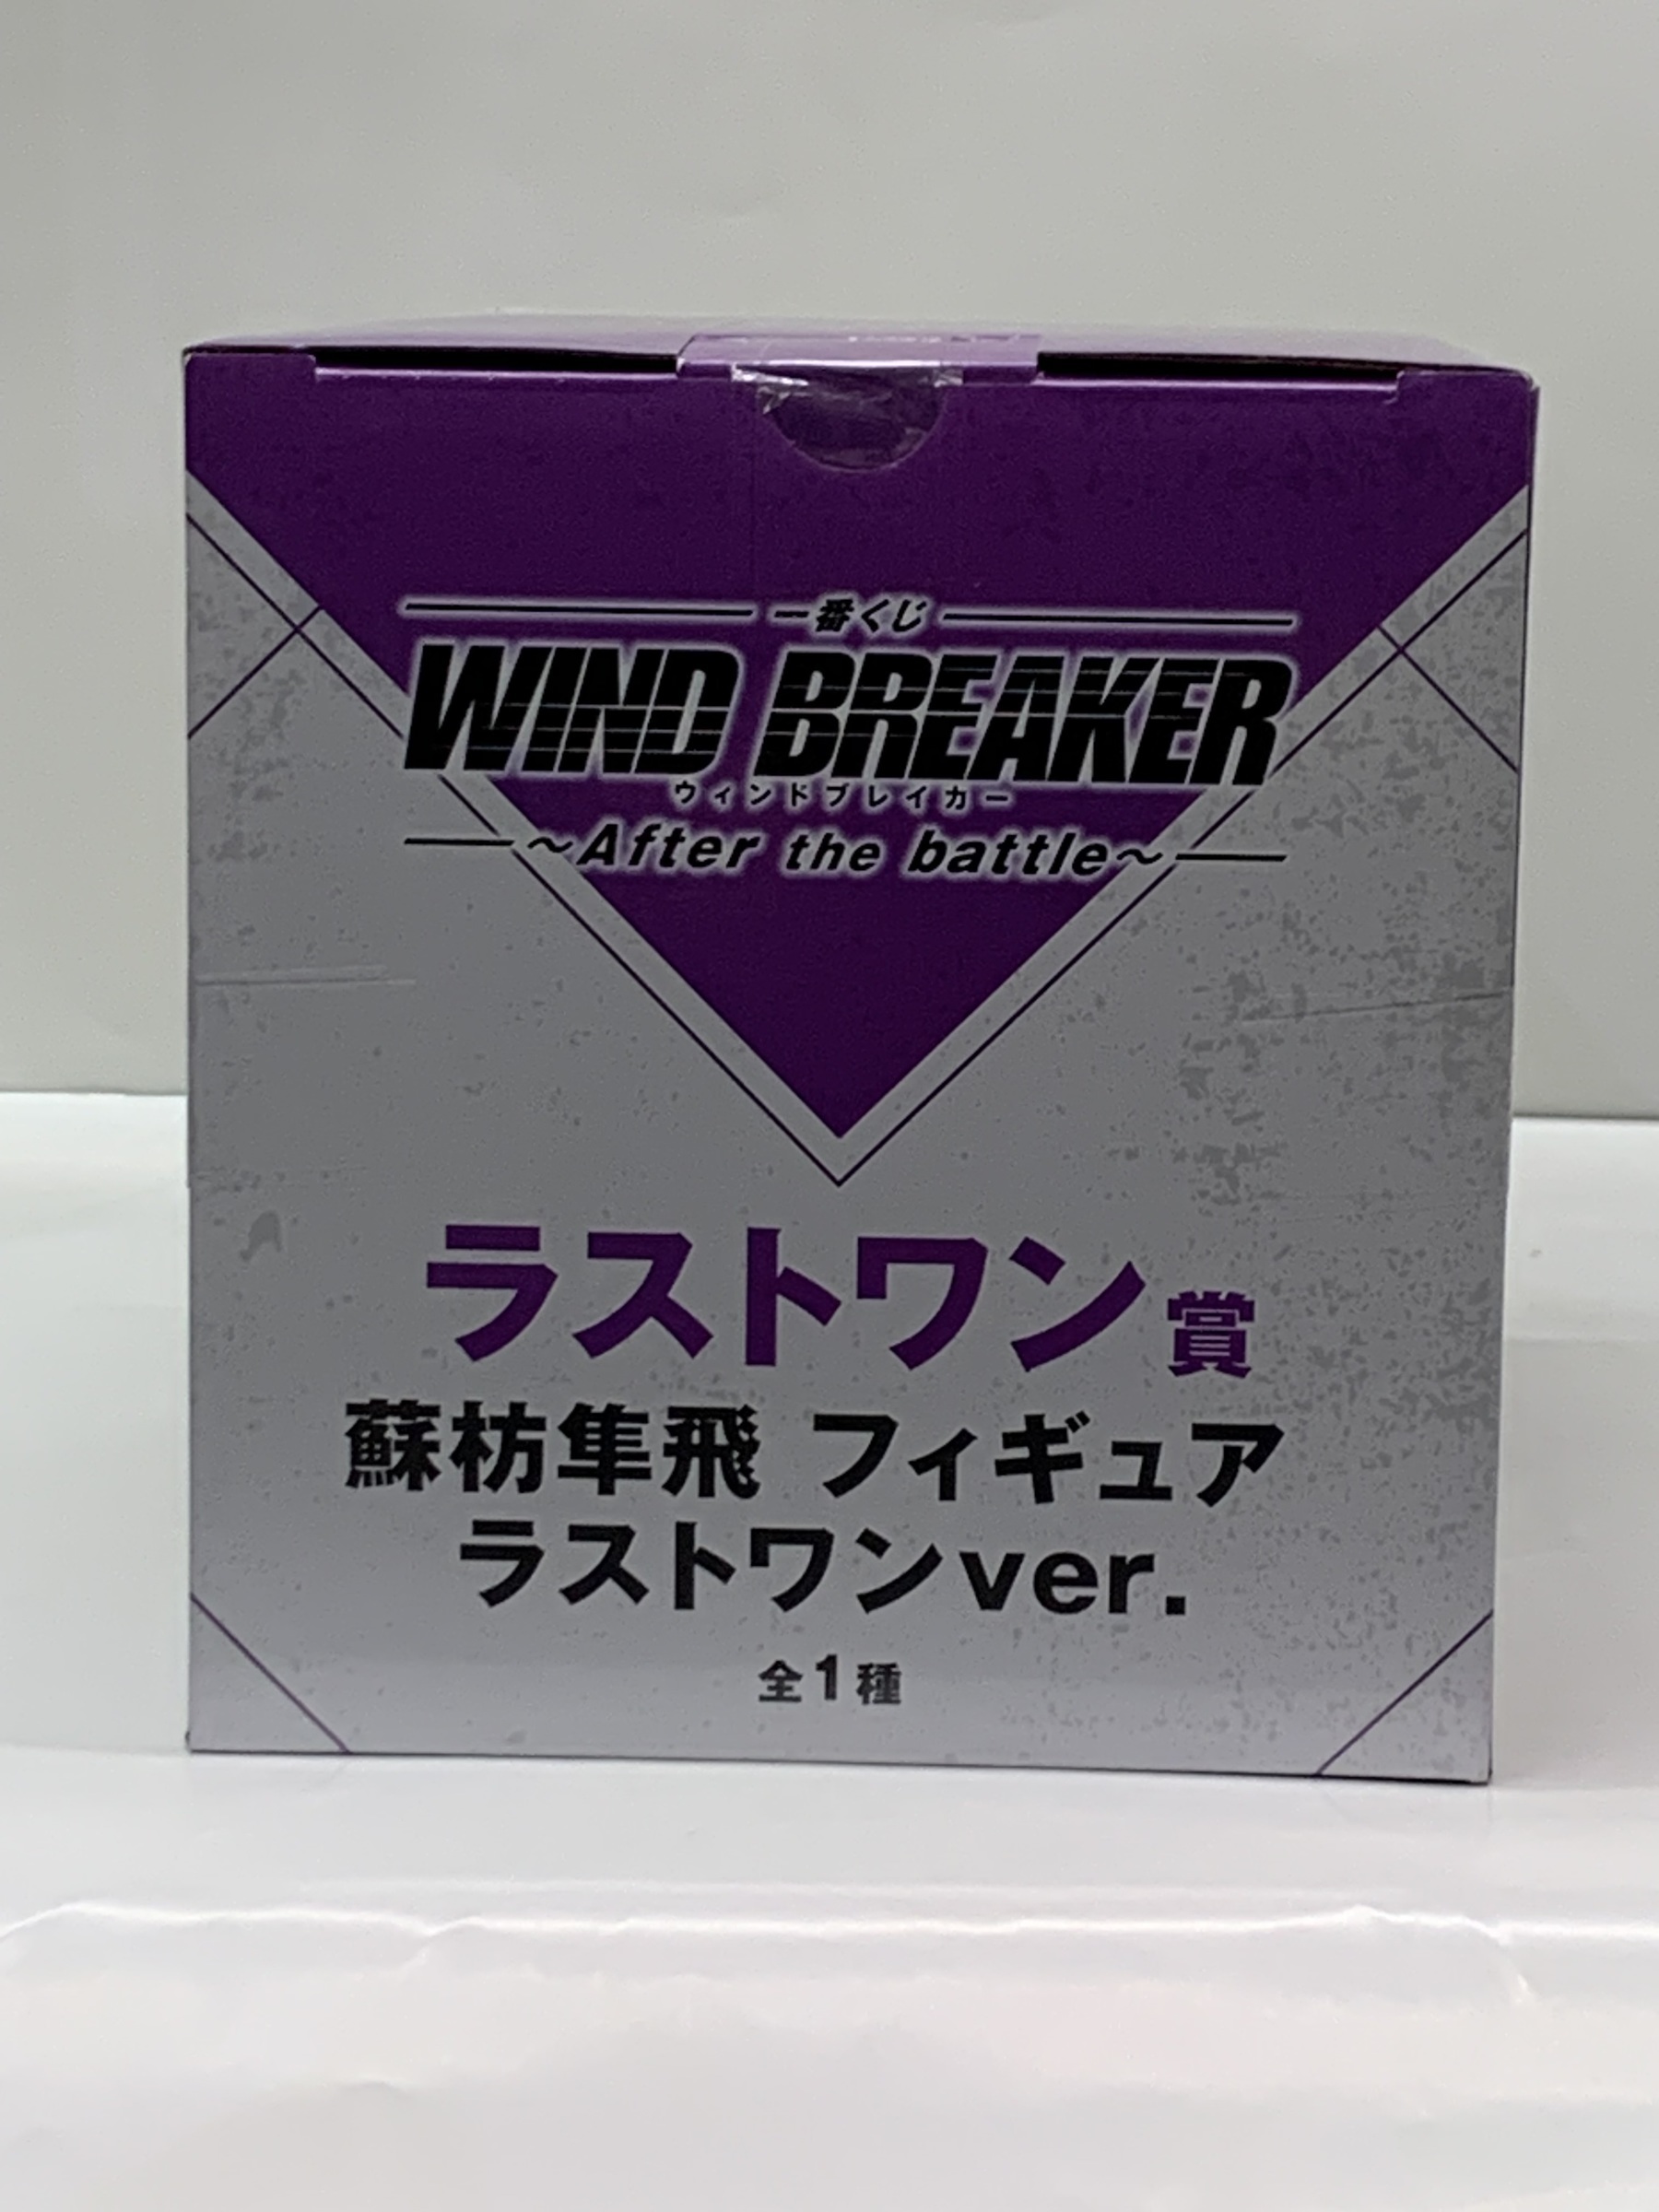 一番くじ
WIND BREAKER
ウィンドブレイカー
～After the battle～
ラストワン賞
蘇枋隼飛 フィギュア
ラストワンver.
全1種